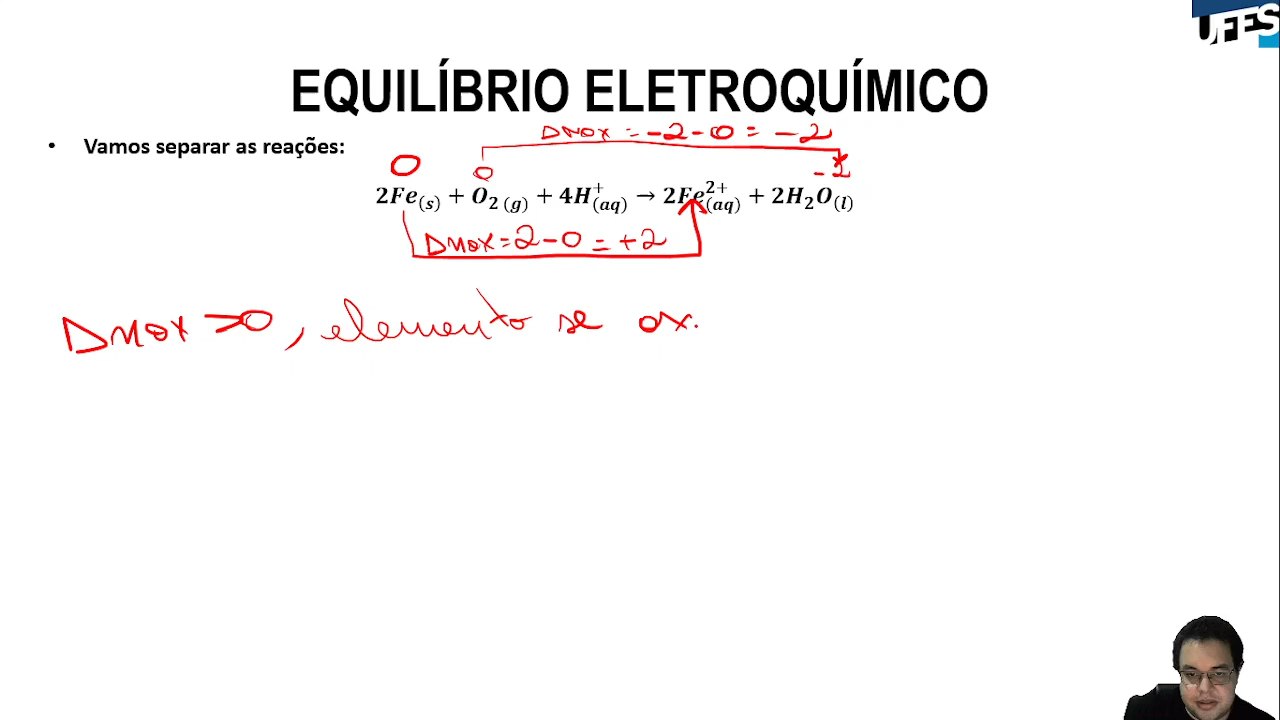 UFES
EQUILÍBRIO ELETROQUÍMICO
• Vamos separar as reações:
Δnox = -2 - 0 = -2
0 0 -2
2Fe(s) + O₂(g) + 4H⁺(aq) → 2Fe²⁺(aq) + 2H₂O(l)
Δnox = 2 - 0 = +2
Δnox > 0, elemento se ox.